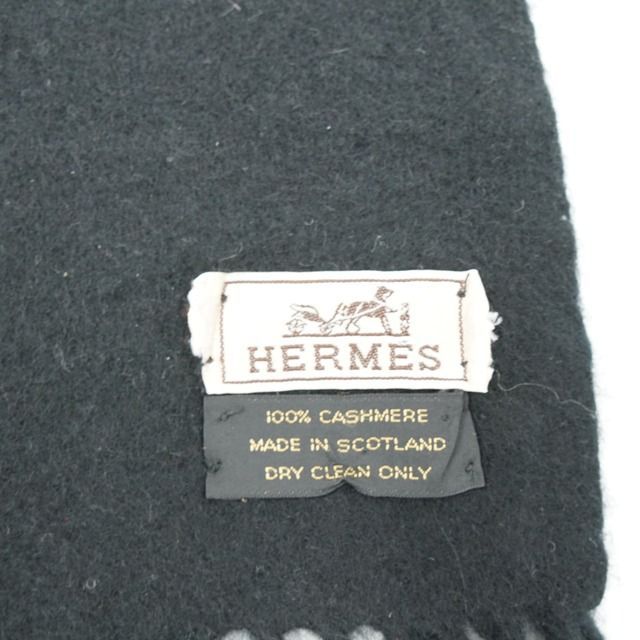 HERMES
100% CASHMERE
MADE IN SCOTLAND
DRY CLEAN ONLY